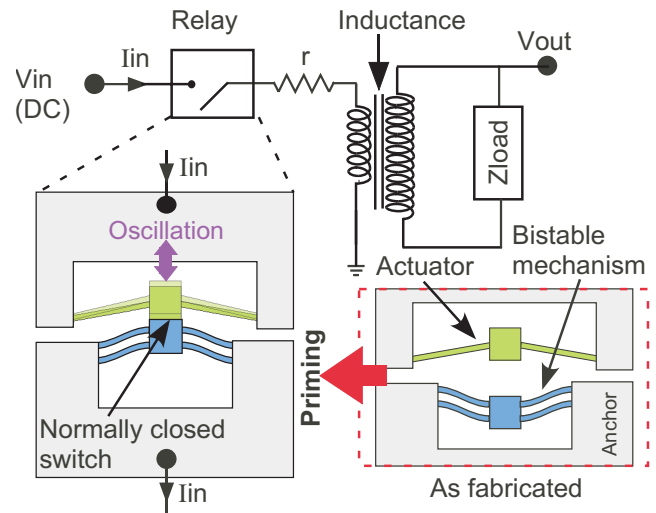 Relay
Inductance
Iin
r
Vout
Vin
(DC)
Zload
Iin
Oscillation
Bistable
mechanism
Actuator
Priming
Normally closed
switch
Anchor
Iin
As fabricated